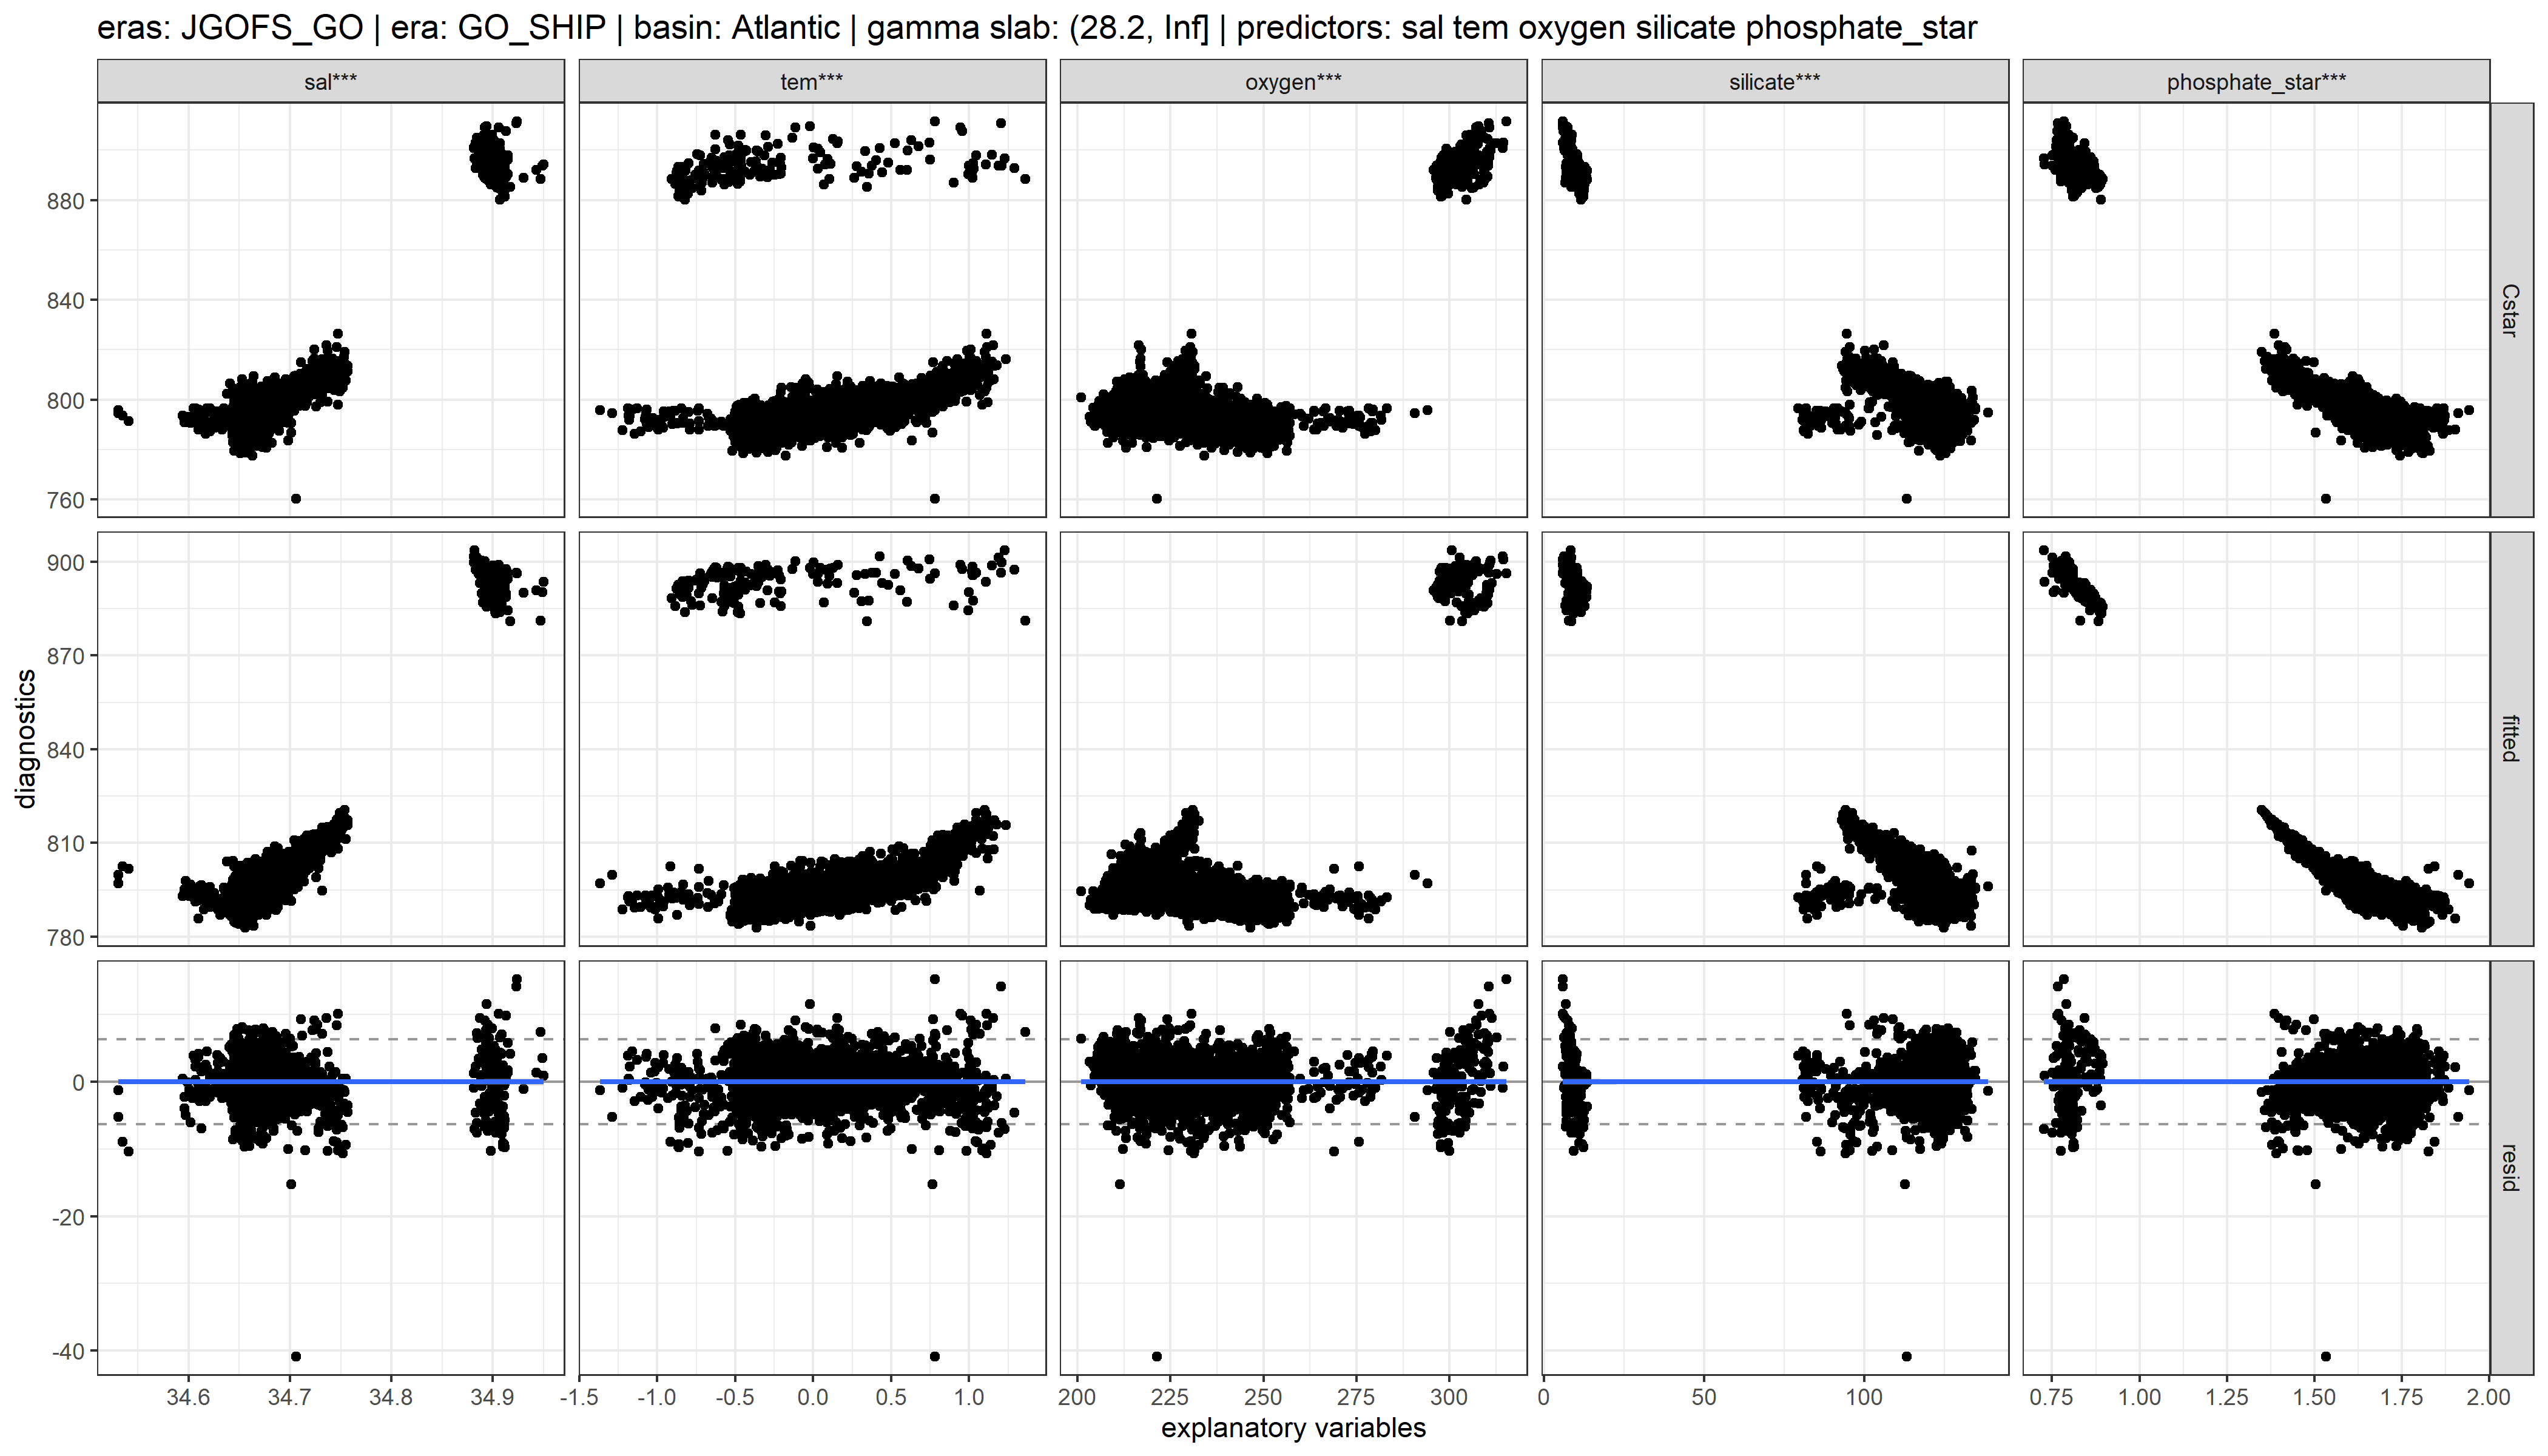 eras: JGOFS_GO | era: GO_SHIP | basin: Atlantic | gamma slab: (28.2, Inf] | predictors: sal tem oxygen silicate phosphate_star
sal*** tem*** oxygen*** silicate*** phosphate_star***
880
840
800
760
Cstar
900
870
840
810
780
fitted
0
-20
-40
resid
diagnostics
34.6 34.7 34.8 34.9
-1.5 -1.0 -0.5 0.0 0.5 1.0
200 225 250 275 300
0 50 100
0.75 1.00 1.25 1.50 1.75 2.00
explanatory variables